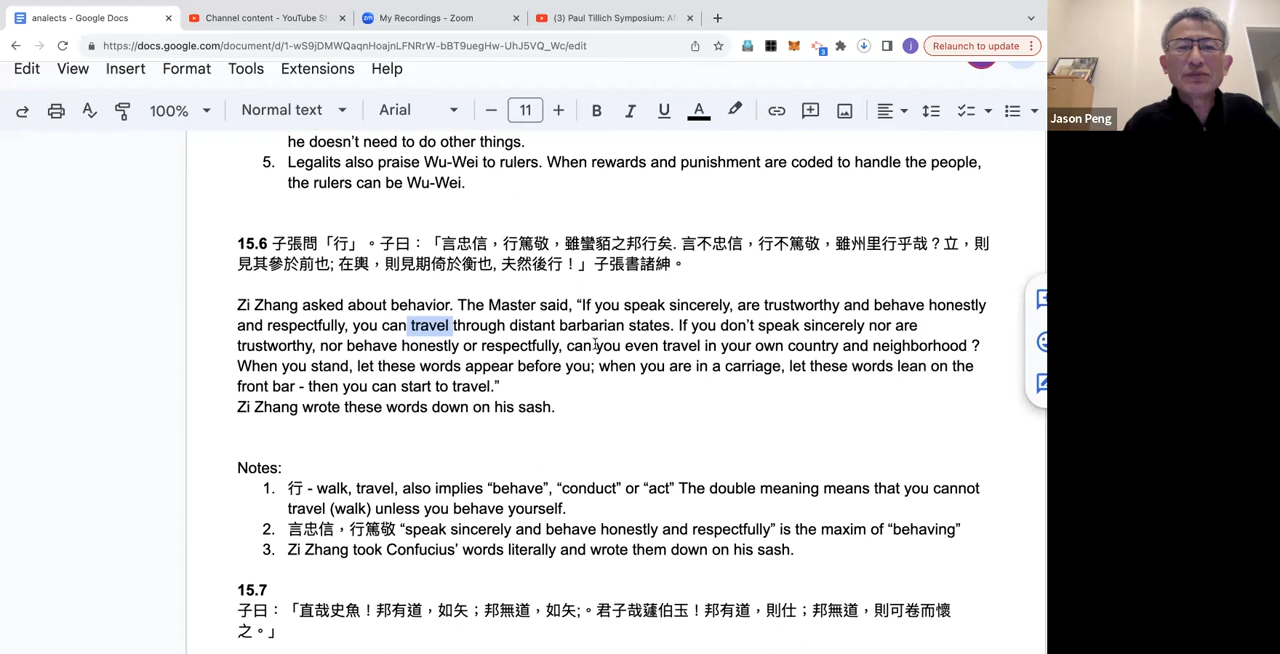 analects - Google Docs
Channel content - YouTube St
My Recordings - Zoom
(3) Paul Tillich Symposium: Af
https://docs.google.com/document/d/1-wS9jDMWQaqnHoajnLFNRrW-bBT9uegHw-UhJ5VQ_Wc/edit
3
j
Relaunch to update
Edit View Insert Format Tools Extensions Help
100% Normal text Arial 11 B I U A
Jason Peng
he doesn't need to do other things.
5. Legalits also praise Wu-Wei to rulers. When rewards and punishment are coded to handle the people,
the rulers can be Wu-Wei.
15.6 子張問「行」。子曰：「言忠信，行篤敬，雖蠻貊之邦行矣. 言不忠信，行不篤敬，雖州里行乎哉？立，則
見其參於前也; 在輿，則見期倚於衡也, 夫然後行！」子張書諸紳。
Zi Zhang asked about behavior. The Master said, “If you speak sincerely, are trustworthy and behave honestly
and respectfully, you can travel through distant barbarian states. If you don’t speak sincerely nor are
trustworthy, nor behave honestly or respectfully, can you even travel in your own country and neighborhood ?
When you stand, let these words appear before you; when you are in a carriage, let these words lean on the
front bar - then you can start to travel.”
Zi Zhang wrote these words down on his sash.
Notes:
1. 行 - walk, travel, also implies “behave”, “conduct” or “act” The double meaning means that you cannot
travel (walk) unless you behave yourself.
2. 言忠信，行篤敬 “speak sincerely and behave honestly and respectfully” is the maxim of “behaving”
3. Zi Zhang took Confucius’ words literally and wrote them down on his sash.
15.7
子曰：「直哉史魚！邦有道，如矢；邦無道，如矢;。君子哉蘧伯玉！邦有道，則仕；邦無道，則可卷而懷
之。」